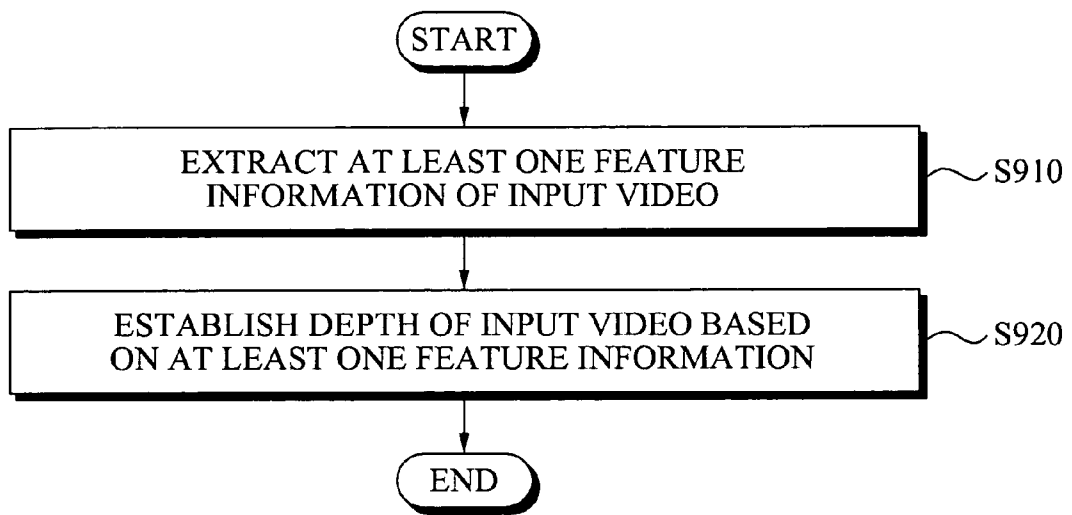 START
EXTRACT AT LEAST ONE FEATURE
INFORMATION OF INPUT VIDEO
S910
ESTABLISH DEPTH OF INPUT VIDEO BASED
ON AT LEAST ONE FEATURE INFORMATION
S920
END